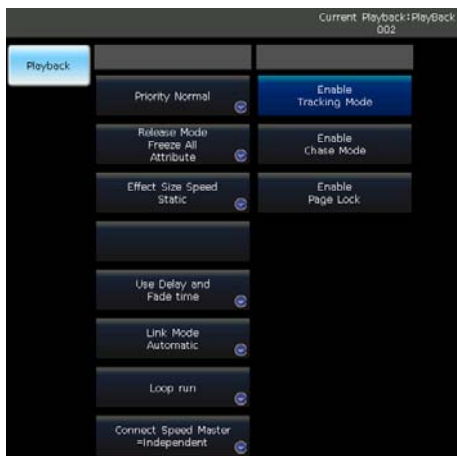 Current Playback:PlayBack
002
Playback
Priority Normal
Enable
Tracking Mode
Release Mode
Freeze All
Attribute
Enable
Chase Mode
Effect Size Speed
Static
Enable
Page Lock
Use Delay and
Fade time
Link Mode
Automatic
Loop run
Connect Speed Master
=Independent